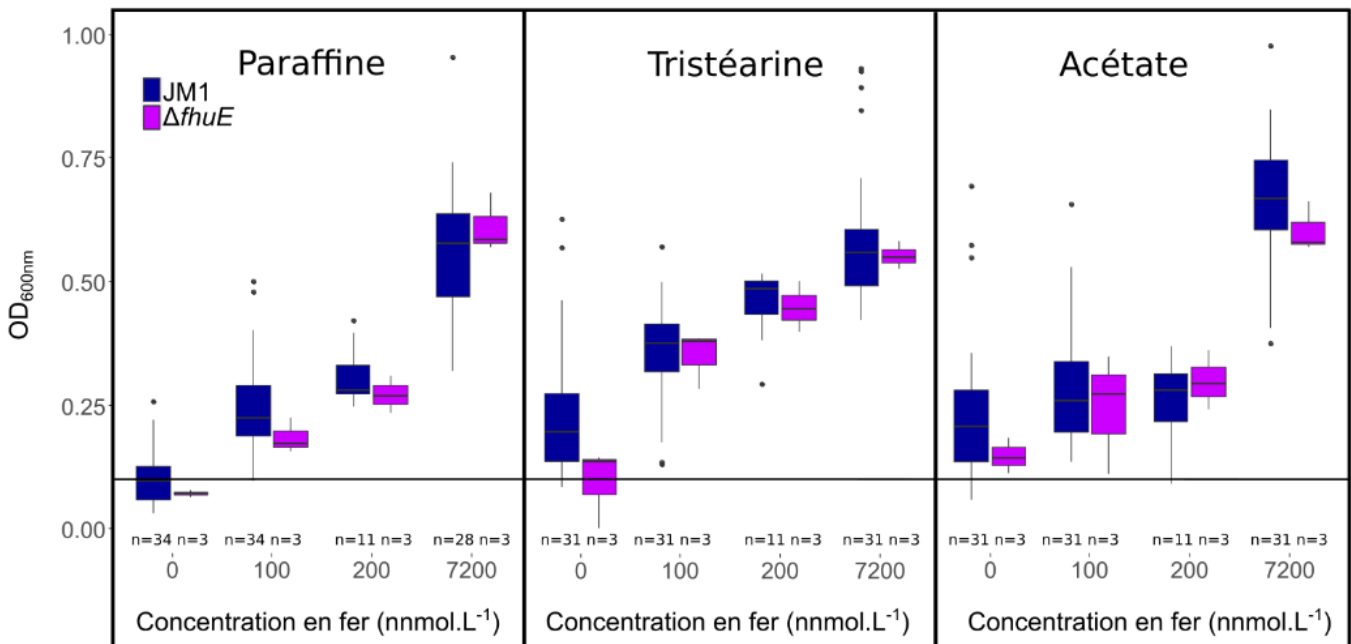 Paraffine
Tristéarine
Acétate
JM1
ΔfhuE
OD600nm
1.00
0.75
0.50
0.25
0.00
n=34 n=3 n=34 n=3 n=11 n=3 n=28 n=3
n=31 n=3 n=31 n=3 n=11 n=3 n=31 n=3
n=31 n=3 n=31 n=3 n=11 n=3 n=31 n=3
0 100 200 7200
0 100 200 7200
0 100 200 7200
Concentration en fer (nnmol.L-1)
Concentration en fer (nnmol.L-1)
Concentration en fer (nnmol.L-1)